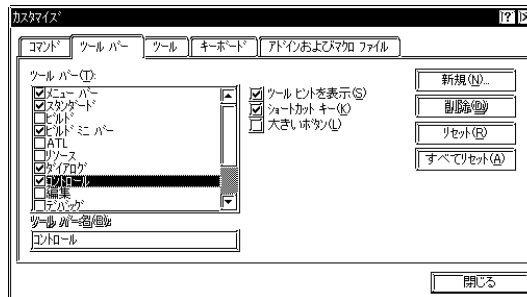 カスタマイズ
コマンド ツール バー ツール キーボード アドインおよびマクロ ファイル
ツール バー(T):
メニュー バー
スタンダード
ビルド
ビルド ミニ バー
ATL
リソース
ダイアログ
コントロール
編集
デバッグ
ツール バー名(B):
コントロール
ツール ヒントを表示(S)
ショートカット キー(K)
大きいボタン(L)
新規(N)...
削除(D)
リセット(R)
すべてリセット(A)
閉じる